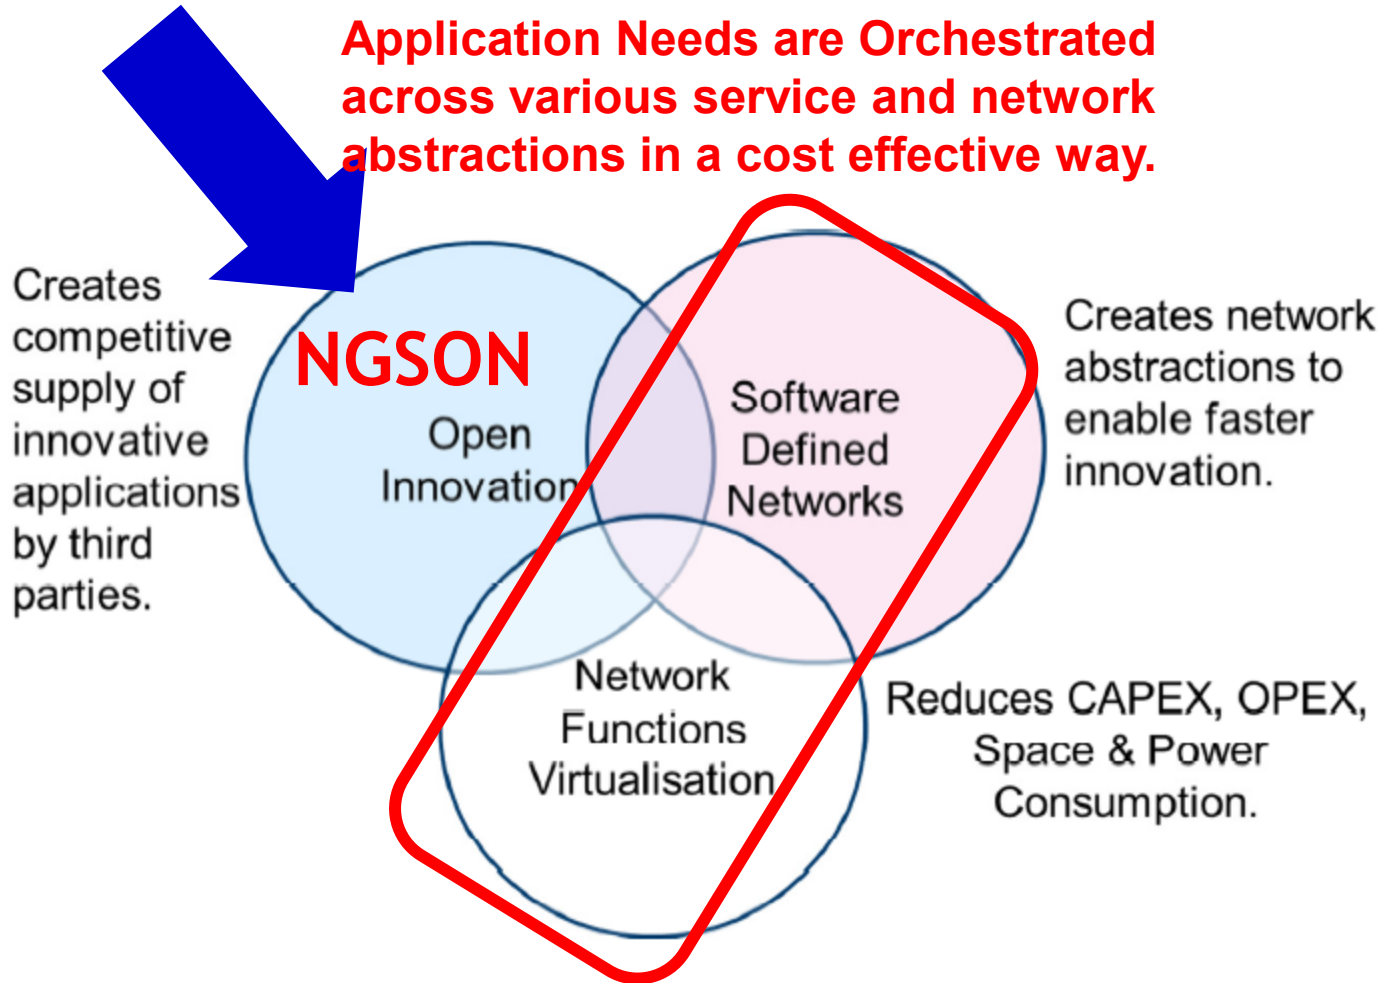 Application Needs are Orchestrated
across various service and network
abstractions in a cost effective way.
Creates
competitive
supply of
innovative
applications
by third
parties.
NGSON
Open
Innovation
Software
Defined
Networks
Creates network
abstractions to
enable faster
innovation.
Network
Functions
Virtualisation
Reduces CAPEX, OPEX,
Space & Power
Consumption.